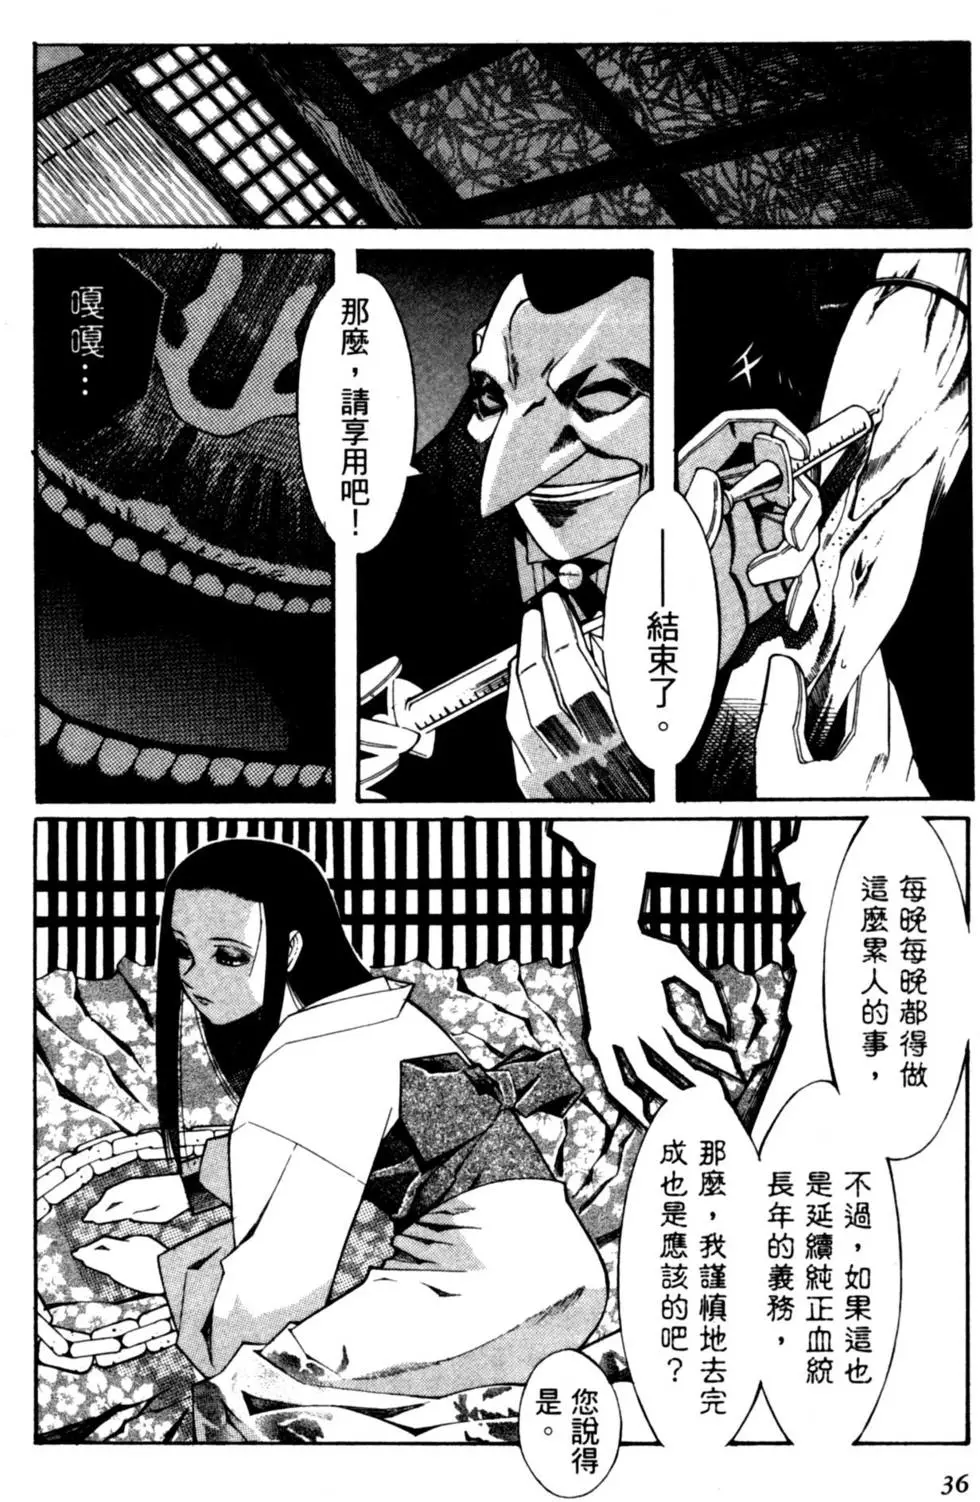 ——結束了。
那麼，請享用吧！
嘎
嘎…
每晚每晚都得做
這麼累人的事，
不過，如果這也
是延續純正血統
長年的義務，
那麼，我謹慎地去完
成也是應該的吧？
您說得
是。
36